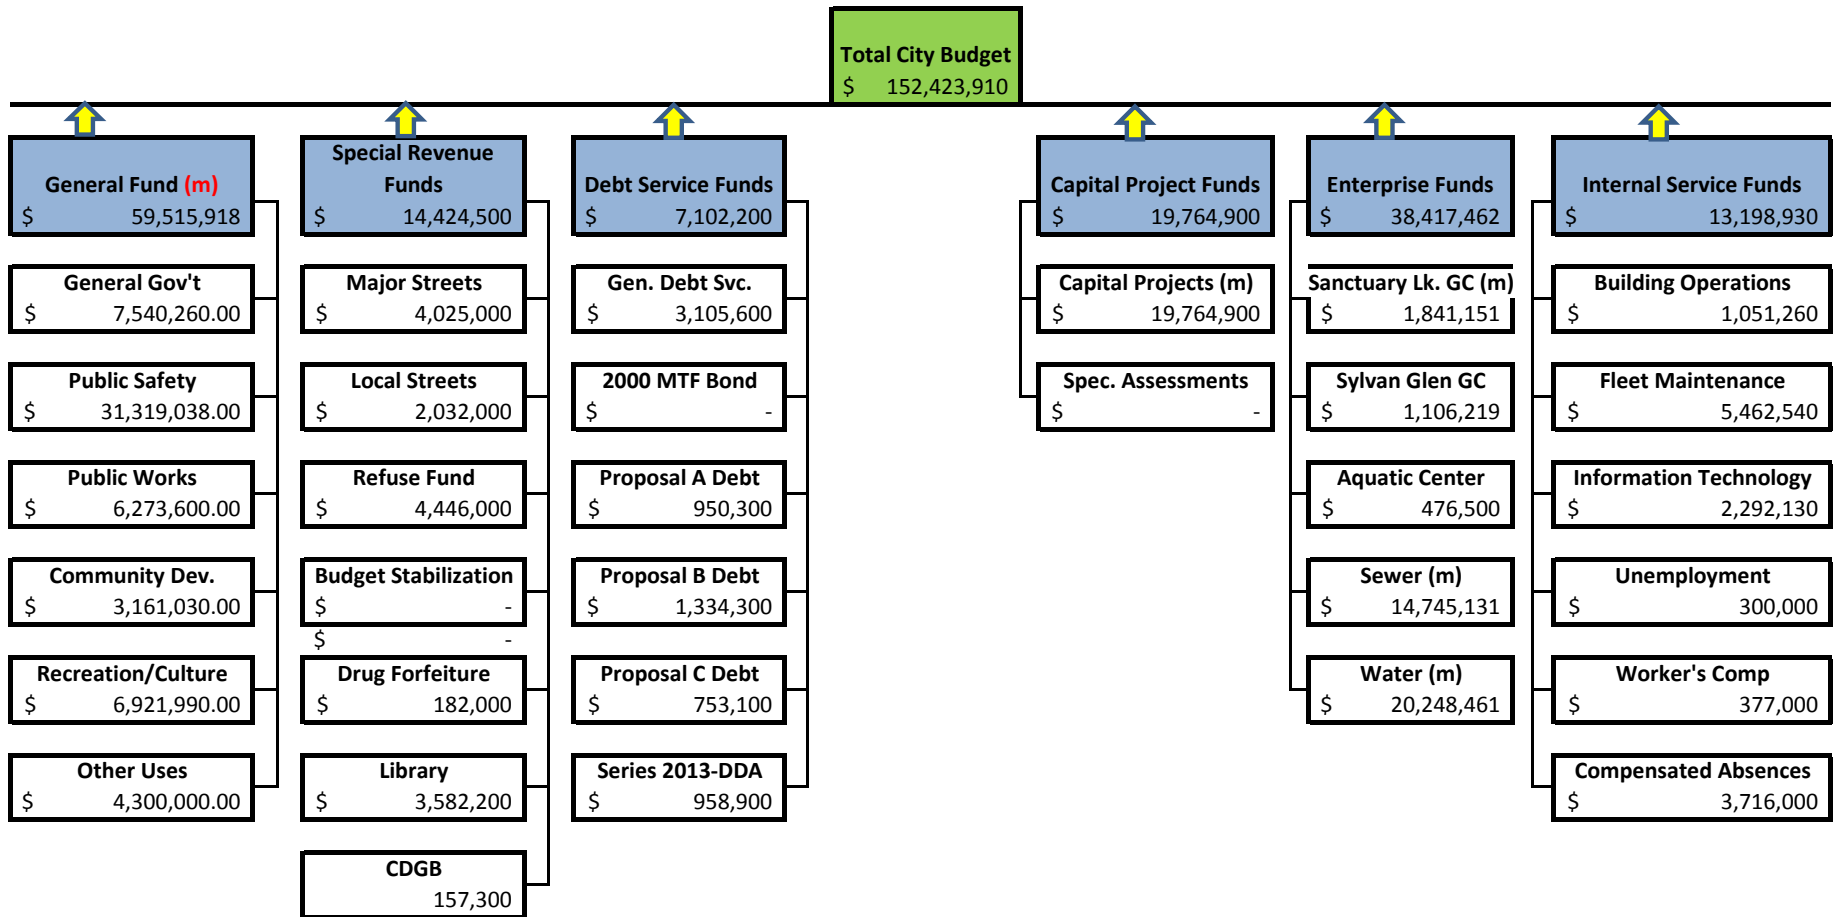 Total City Budget
$ 152,423,910
General Fund (m)
$ 59,515,918
General Gov't
$ 7,540,260.00
Public Safety
$ 31,319,038.00
Public Works
$ 6,273,600.00
Community Dev.
$ 3,161,030.00
Recreation/Culture
$ 6,921,990.00
Other Uses
$ 4,300,000.00
Special Revenue
Funds
$ 14,424,500
Major Streets
$ 4,025,000
Local Streets
$ 2,032,000
Refuse Fund
$ 4,446,000
Budget Stabilization
$ -
$ -
Drug Forfeiture
$ 182,000
Library
$ 3,582,200
CDGB
157,300
Debt Service Funds
$ 7,102,200
Gen. Debt Svc.
$ 3,105,600
2000 MTF Bond
$ -
Proposal A Debt
$ 950,300
Proposal B Debt
$ 1,334,300
Proposal C Debt
$ 753,100
Series 2013-DDA
$ 958,900
Capital Project Funds
$ 19,764,900
Capital Projects (m)
$ 19,764,900
Spec. Assessments
$ -
Enterprise Funds
$ 38,417,462
Sanctuary Lk. GC (m)
$ 1,841,151
Sylvan Glen GC
$ 1,106,219
Aquatic Center
$ 476,500
Sewer (m)
$ 14,745,131
Water (m)
$ 20,248,461
Internal Service Funds
$ 13,198,930
Building Operations
$ 1,051,260
Fleet Maintenance
$ 5,462,540
Information Technology
$ 2,292,130
Unemployment
$ 300,000
Worker's Comp
$ 377,000
Compensated Absences
$ 3,716,000